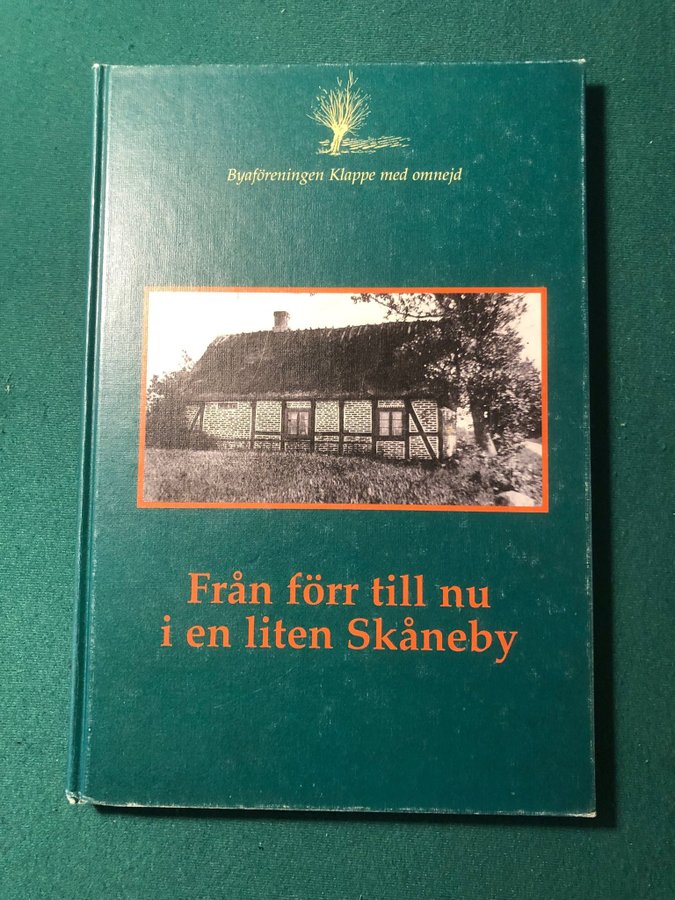 Byaföreningen Klappe med omnejd
Från förr till nu
i en liten Skåneby